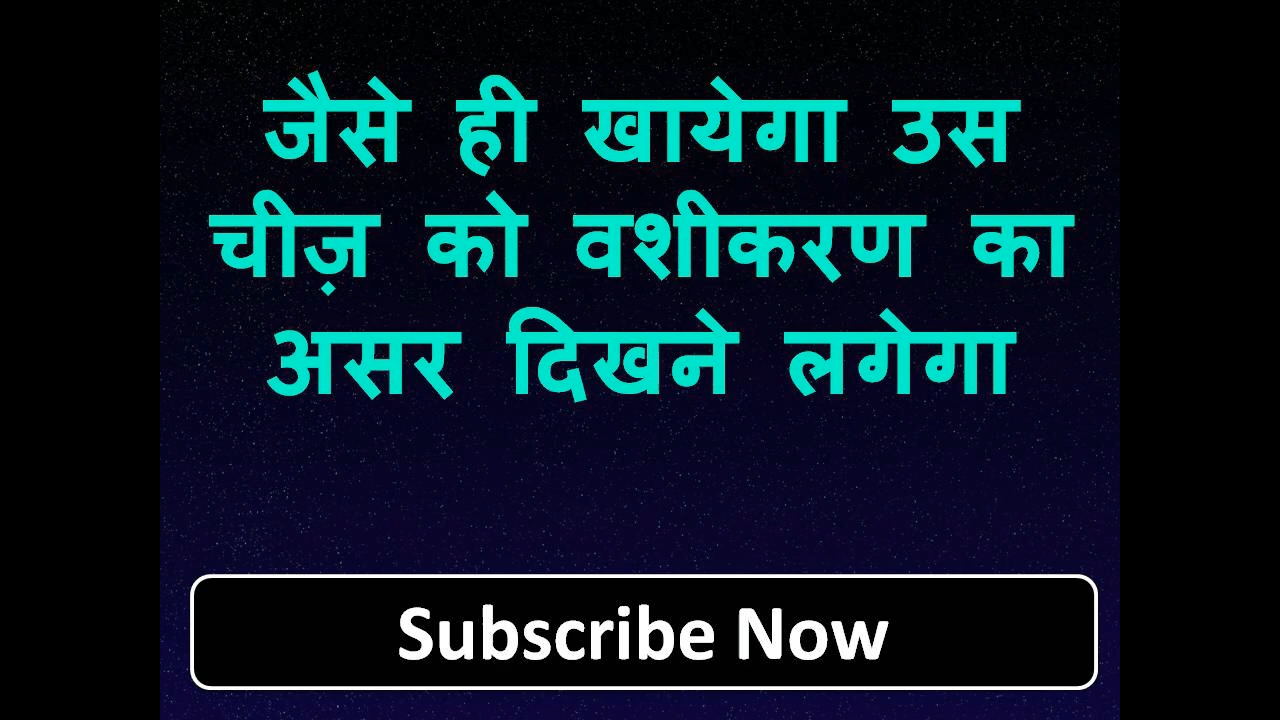 जैसे ही खायेगा उस
चीज़ को वशीकरण का
असर दिखने लगेगा
Subscribe Now